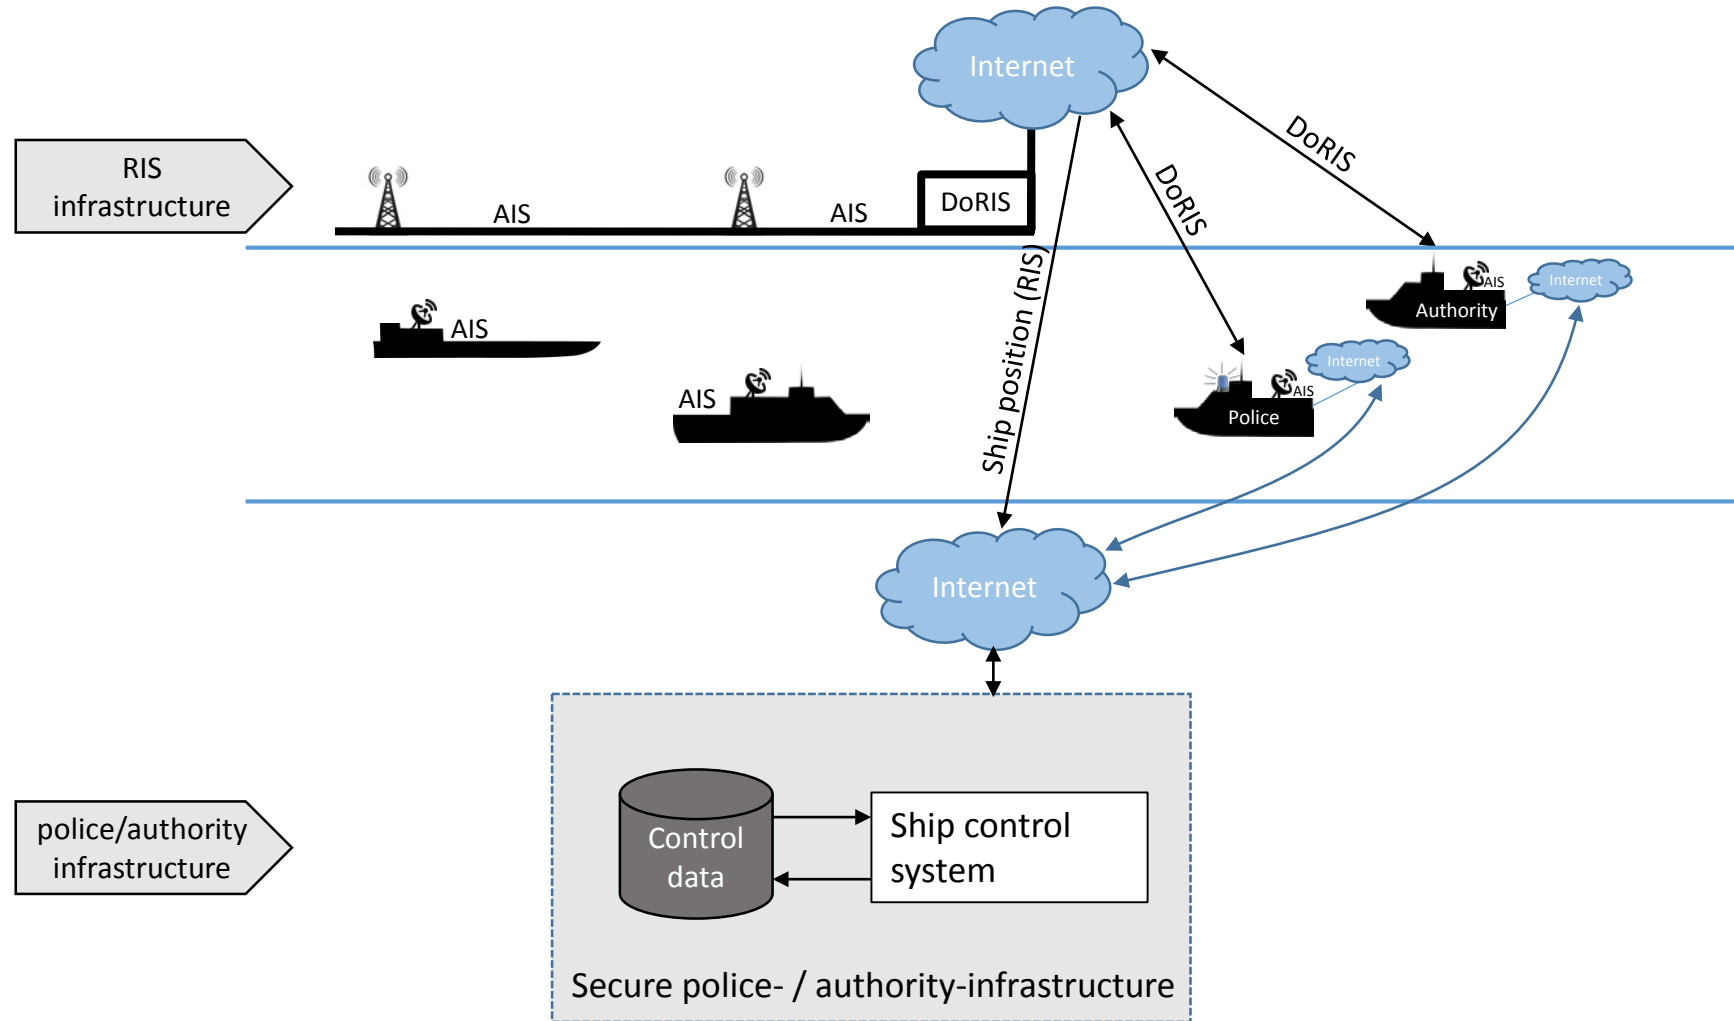 Internet
DoRIS
RIS
infrastructure
DoRIS
AIS
AIS
DoRIS
Ship position (RIS)
AIS
Internet
Authority
AIS
Internet
AIS
AIS
Police
Internet
police/authority
infrastructure
Control
data
Ship control
system
Secure police- / authority-infrastructure